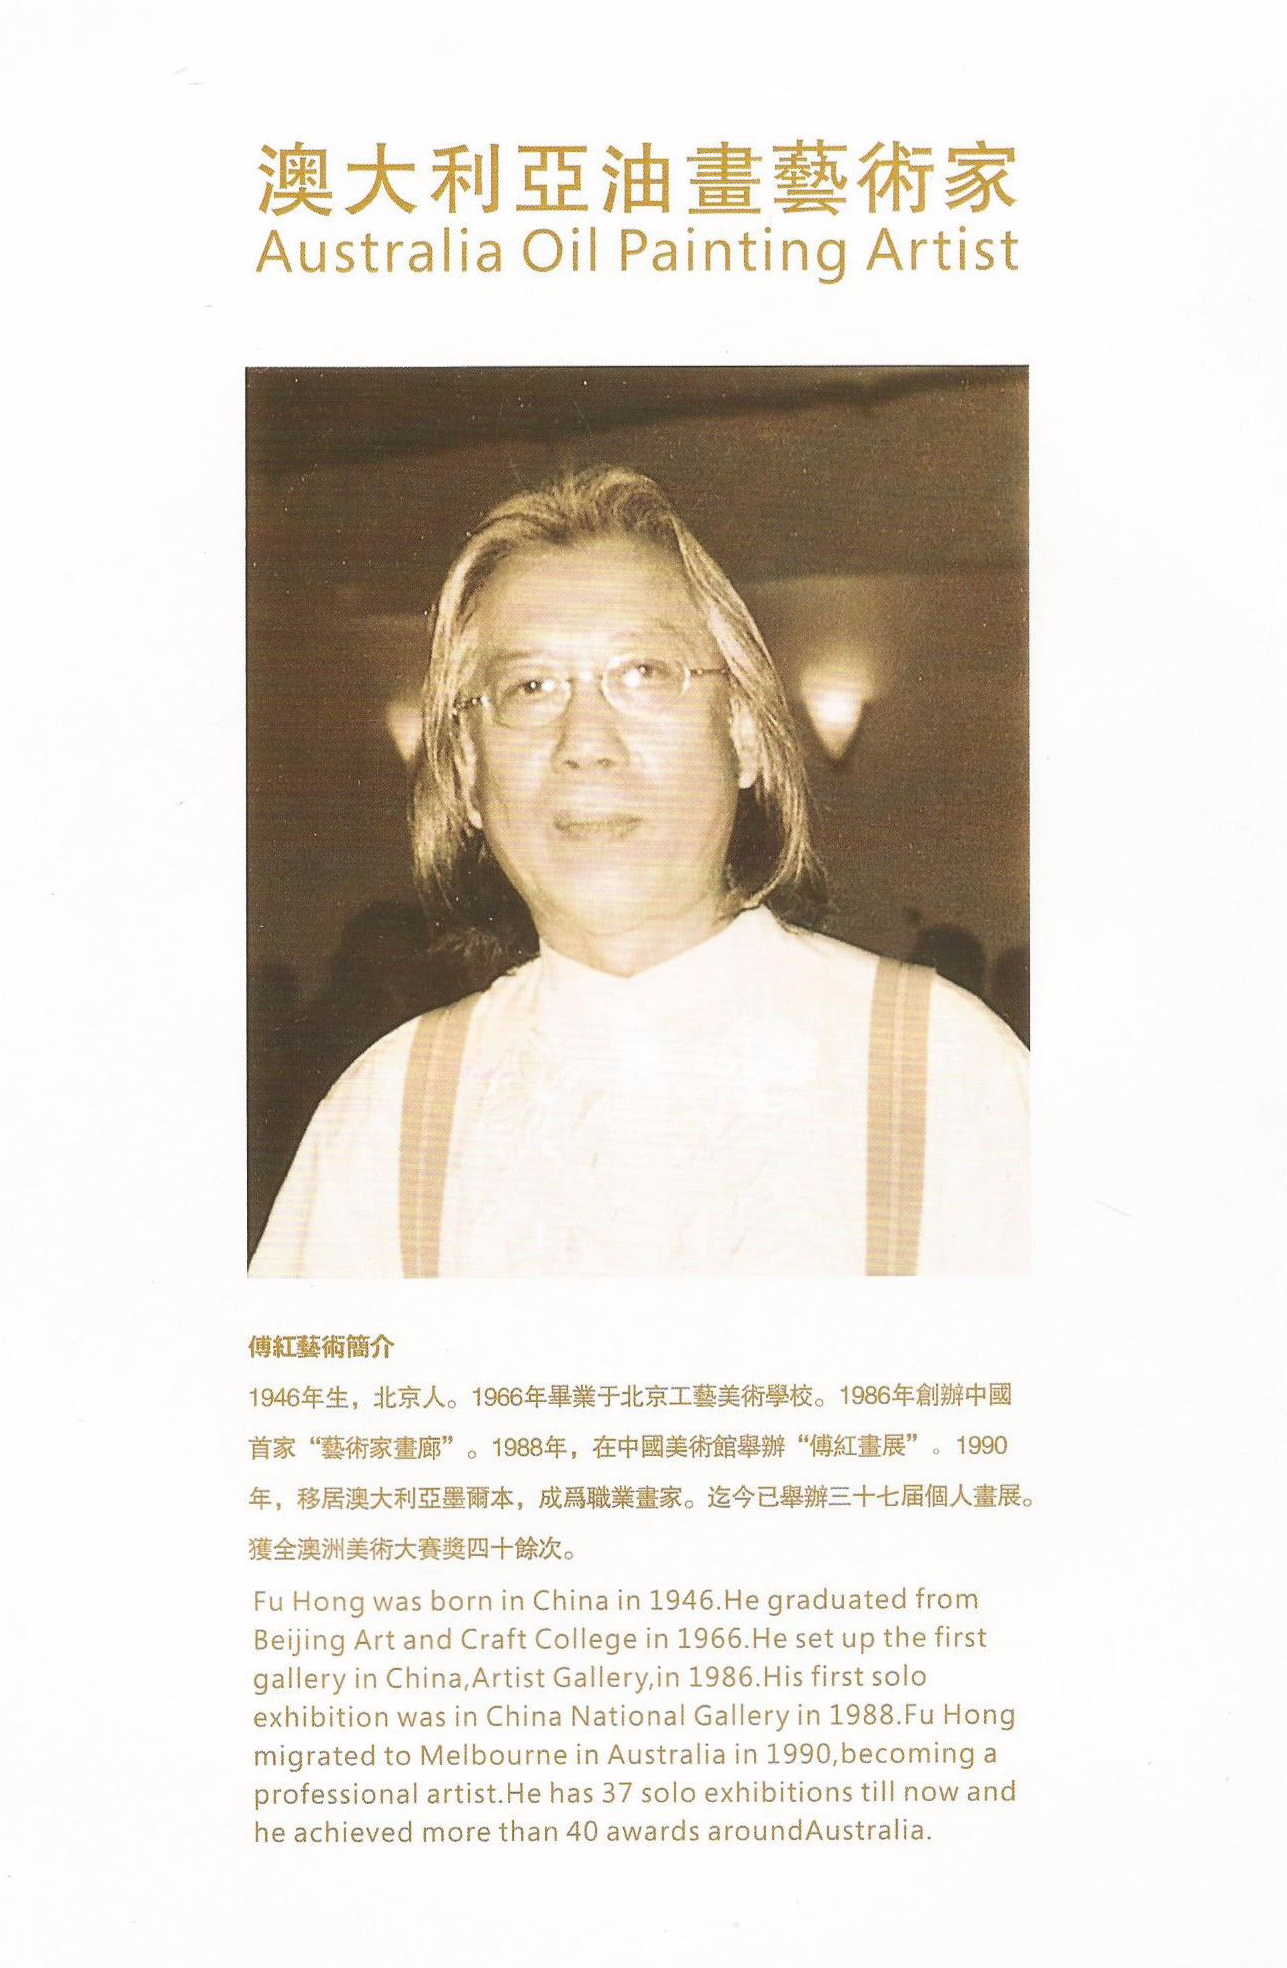 澳大利亞油畫藝術家
Australia Oil Painting Artist
傅紅藝術簡介
1946年生，北京人。1966年畢業于北京工藝美術學校。1986年創辦中國
首家“藝術家畫廊”。1988年，在中國美術館舉辦“傅紅畫展”。1990
年，移居澳大利亞墨爾本，成爲職業畫家。迄今已舉辦三十七届個人畫展。
獲全澳洲美術大賽獎四十餘次。
Fu Hong was born in China in 1946.He graduated from
Beijing Art and Craft College in 1966.He set up the first
gallery in China,Artist Gallery,in 1986.His first solo
exhibition was in China National Gallery in 1988.Fu Hong
migrated to Melbourne in Australia in 1990,becoming a
professional artist.He has 37 solo exhibitions till now and
he achieved more than 40 awards aroundAustralia.